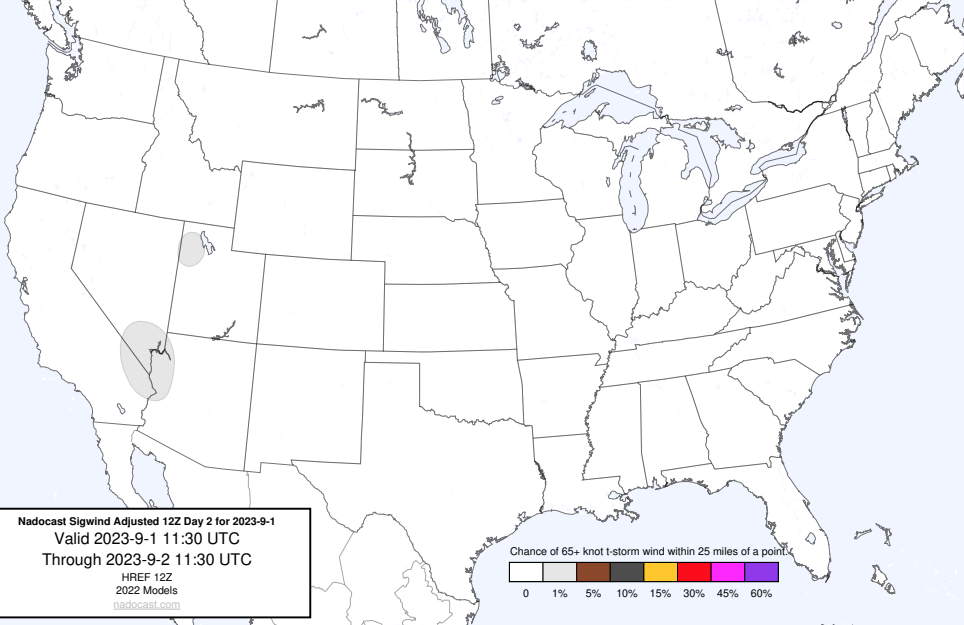 Nadocast Sigwind Adjusted 12Z Day 2 for 2023-9-1
Valid 2023-9-1 11:30 UTC
Through 2023-9-2 11:30 UTC
HREF 12Z
2022 Models
nadocast.com
Chance of 65+ knot t-storm wind within 25 miles of a point.
0 1% 5% 10% 15% 30% 45% 60%